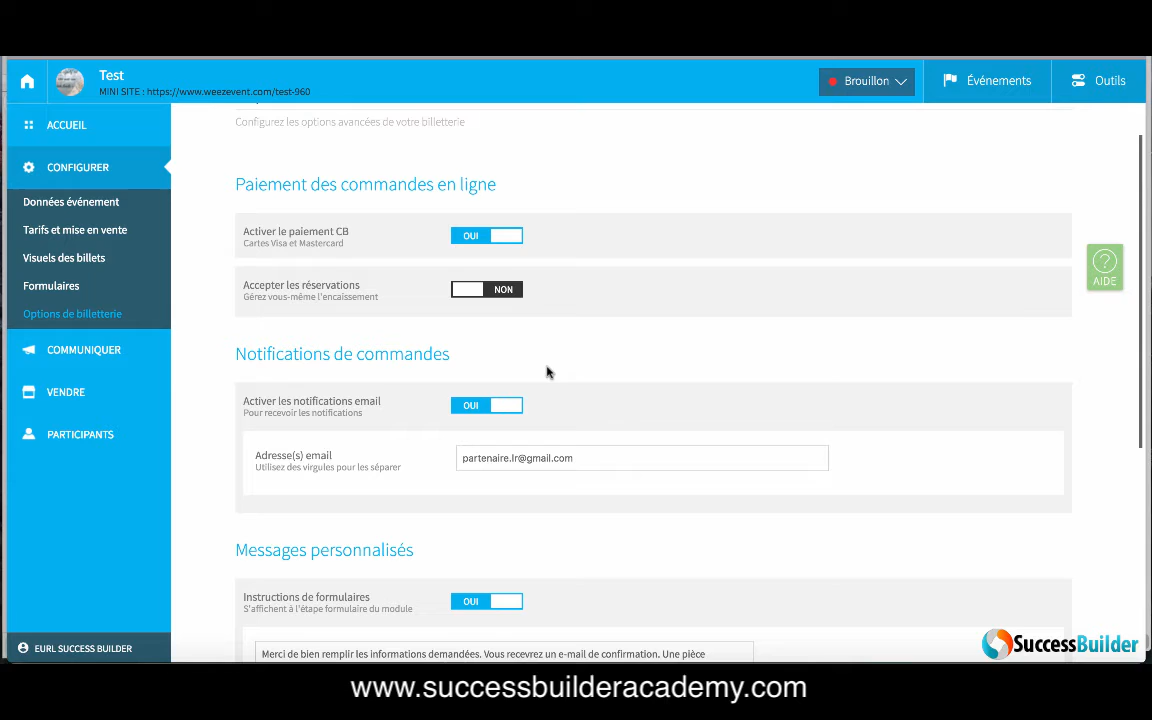 Test
MINI SITE : https://www.weezevent.com/test-960
Brouillon
Événements
Outils
ACCUEIL
CONFIGURER
Données événement
Tarifs et mise en vente
Visuels des billets
Formulaires
Options de billetterie
COMMUNIQUER
VENDRE
PARTICIPANTS
EURL SUCCESS BUILDER
Configurez les options avancées de votre billetterie
Paiement des commandes en ligne
Activer le paiement CB
Cartes Visa et Mastercard
OUI
Accepter les réservations
Gérez vous-même l'encaissement
NON
Notifications de commandes
Activer les notifications email
Pour recevoir les notifications
OUI
Adresse(s) email
Utilisez des virgules pour les séparer
partenaire.lr@gmail.com
Messages personnalisés
Instructions de formulaires
S'affichent à l'étape formulaire du module
OUI
Merci de bien remplir les informations demandées. Vous recevrez un e-mail de confirmation. Une pièce
?
AIDE
SuccessBuilder
www.successbuilderacademy.com